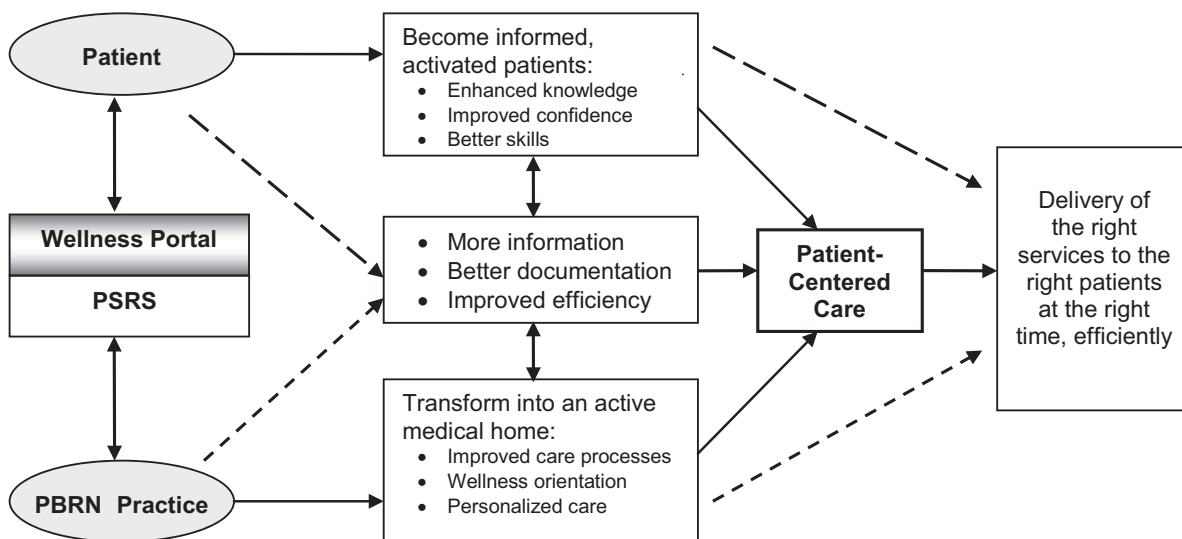 Patient
Become informed,
activated patients:
• Enhanced knowledge
• Improved confidence
• Better skills
Wellness Portal
PSRS
• More information
• Better documentation
• Improved efficiency
Patient-
Centered
Care
Delivery of
the right
services to the
right patients
at the right
time, efficiently
PBRN Practice
Transform into an active
medical home:
• Improved care processes
• Wellness orientation
• Personalized care